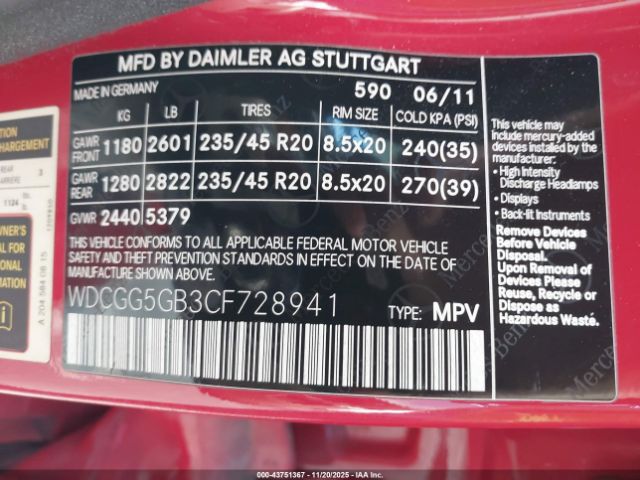 MFD BY DAIMLER AG STUTTGART
MADE IN GERMANY 590 06/11
KG LB TIRES RIM SIZE COLD KPA (PSI)
GAWR FRONT 1180 2601 235/45 R20 8.5x20 240(35)
GAWR REAR 1280 2822 235/45 R20 8.5x20 270(39)
GVWR 2440 5379
THIS VEHICLE CONFORMS TO ALL APPLICABLE FEDERAL MOTOR VEHICLE
SAFETY AND THEFT PREVENTION STANDARDS IN EFFECT ON THE DATE
OF MANUFACTURE SHOWN ABOVE.
WDCGG5GB3CF728941 TYPE: MPV
This vehicle may
include mercury-added
devices installed by the
manufacturer:
• High Intensity
Discharge Headlamps
• Displays
• Back-lit Instruments
Remove Devices
Before Vehicle
Disposal.
Upon Removal of
Devices Please
Reuse, Recycle or
Dispose as
Hazardous Waste.
A 204 584 08 15
© 00-43751367 - 11/20/2025 - IAA Inc.